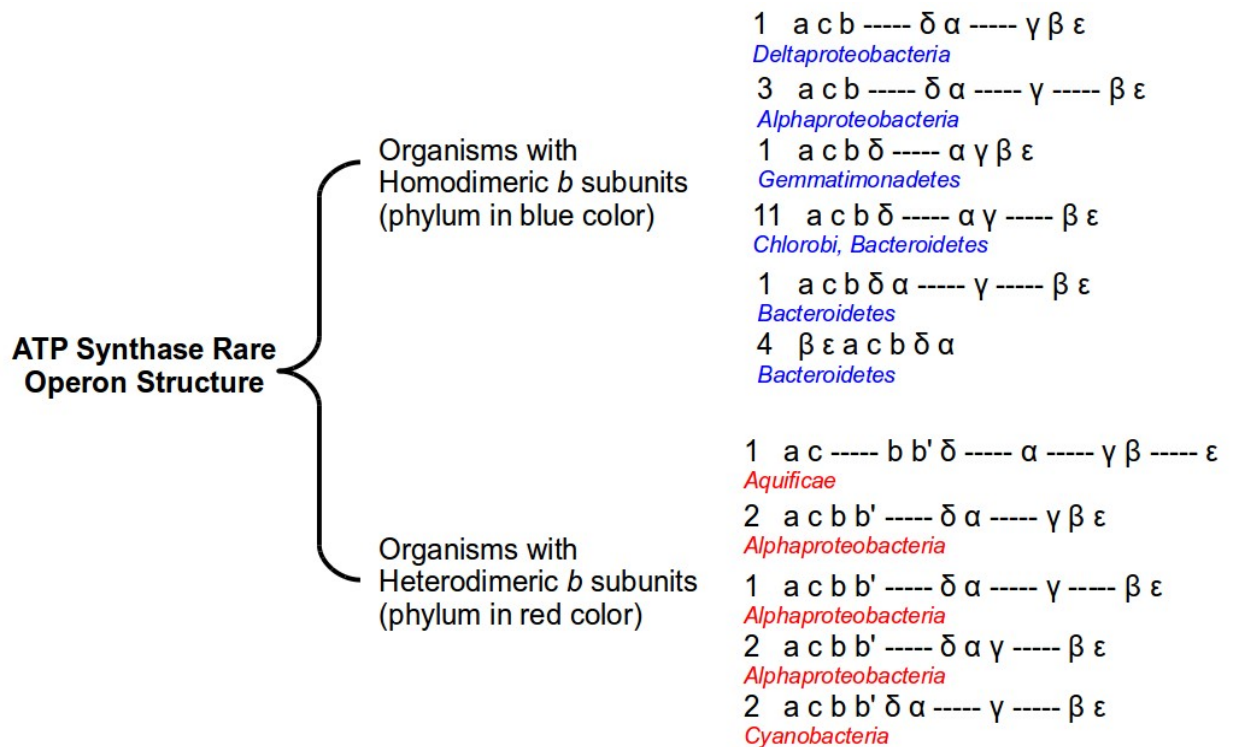 1 a c b ----- δ α ----- γ β ε
Deltaproteobacteria
3 a c b ----- δ α ----- γ ----- β ε
Alphaproteobacteria
Organisms with
Homodimeric b subunits
(phylum in blue color)
1 a c b δ ----- α γ β ε
Gemmatimonadetes
11 a c b δ ----- α γ ----- β ε
Chlorobi, Bacteroidetes
1 a c b δ α ----- γ ----- β ε
Bacteroidetes
4 β ε a c b δ α
Bacteroidetes
ATP Synthase Rare
Operon Structure
1 a c ----- b b' δ ----- α ----- γ β ----- ε
Aquificae
2 a c b b' ----- δ α ----- γ β ε
Alphaproteobacteria
Organisms with
Heterodimeric b subunits
(phylum in red color)
1 a c b b' ----- δ α ----- γ ----- β ε
Alphaproteobacteria
2 a c b b' ----- δ α γ ----- β ε
Alphaproteobacteria
2 a c b b' δ α ----- γ ----- β ε
Cyanobacteria